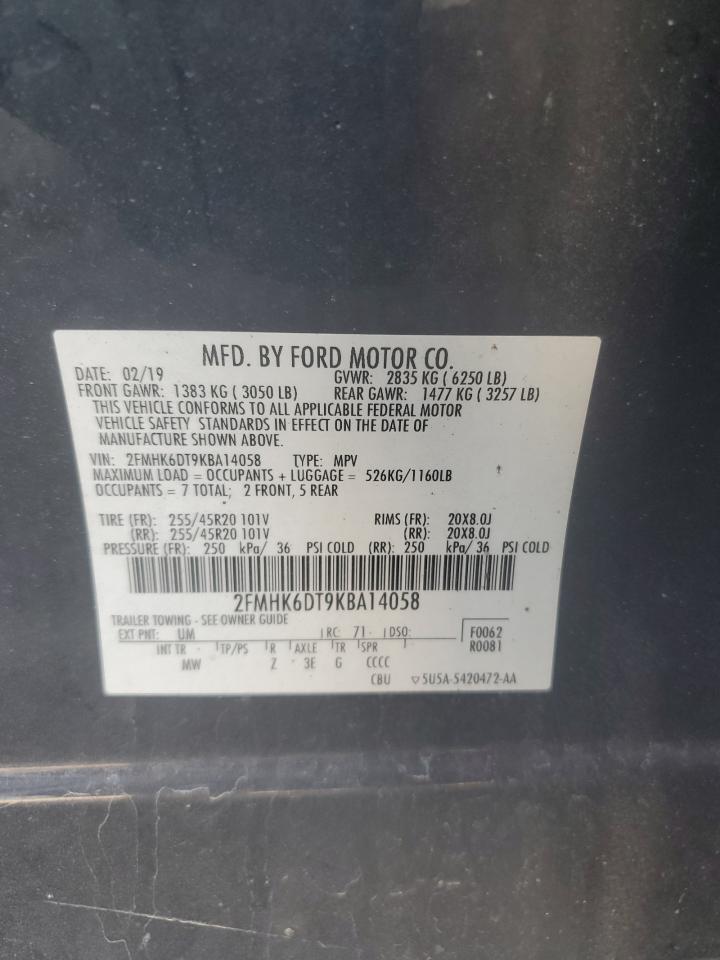 MFD. BY FORD MOTOR CO.
DATE: 02/19 GVWR: 2835 KG ( 6250 LB)
FRONT GAWR: 1383 KG ( 3050 LB) REAR GAWR: 1477 KG ( 3257 LB)
THIS VEHICLE CONFORMS TO ALL APPLICABLE FEDERAL MOTOR
VEHICLE SAFETY STANDARDS IN EFFECT ON THE DATE OF
MANUFACTURE SHOWN ABOVE.
VIN: 2FMHK6DT9KBA14058 TYPE: MPV
MAXIMUM LOAD = OCCUPANTS + LUGGAGE = 526KG/1160LB
OCCUPANTS = 7 TOTAL; 2 FRONT, 5 REAR
TIRE (FR): 255/45R20 101V RIMS (FR): 20X8.0J
(RR): 255/45R20 101V (RR): 20X8.0J
PRESSURE (FR): 250 kPa/ 36 PSI COLD (RR): 250 kPa/ 36 PSI COLD
2FMHK6DT9KBA14058
TRAILER TOWING - SEE OWNER GUIDE
EXT PNT: UM RC: 71 DSO: F0062
INT TR TP/PS R AXLE TR SPR R0081
MW Z 3E G CCCC
CBU ▽5U5A-5420472-AA